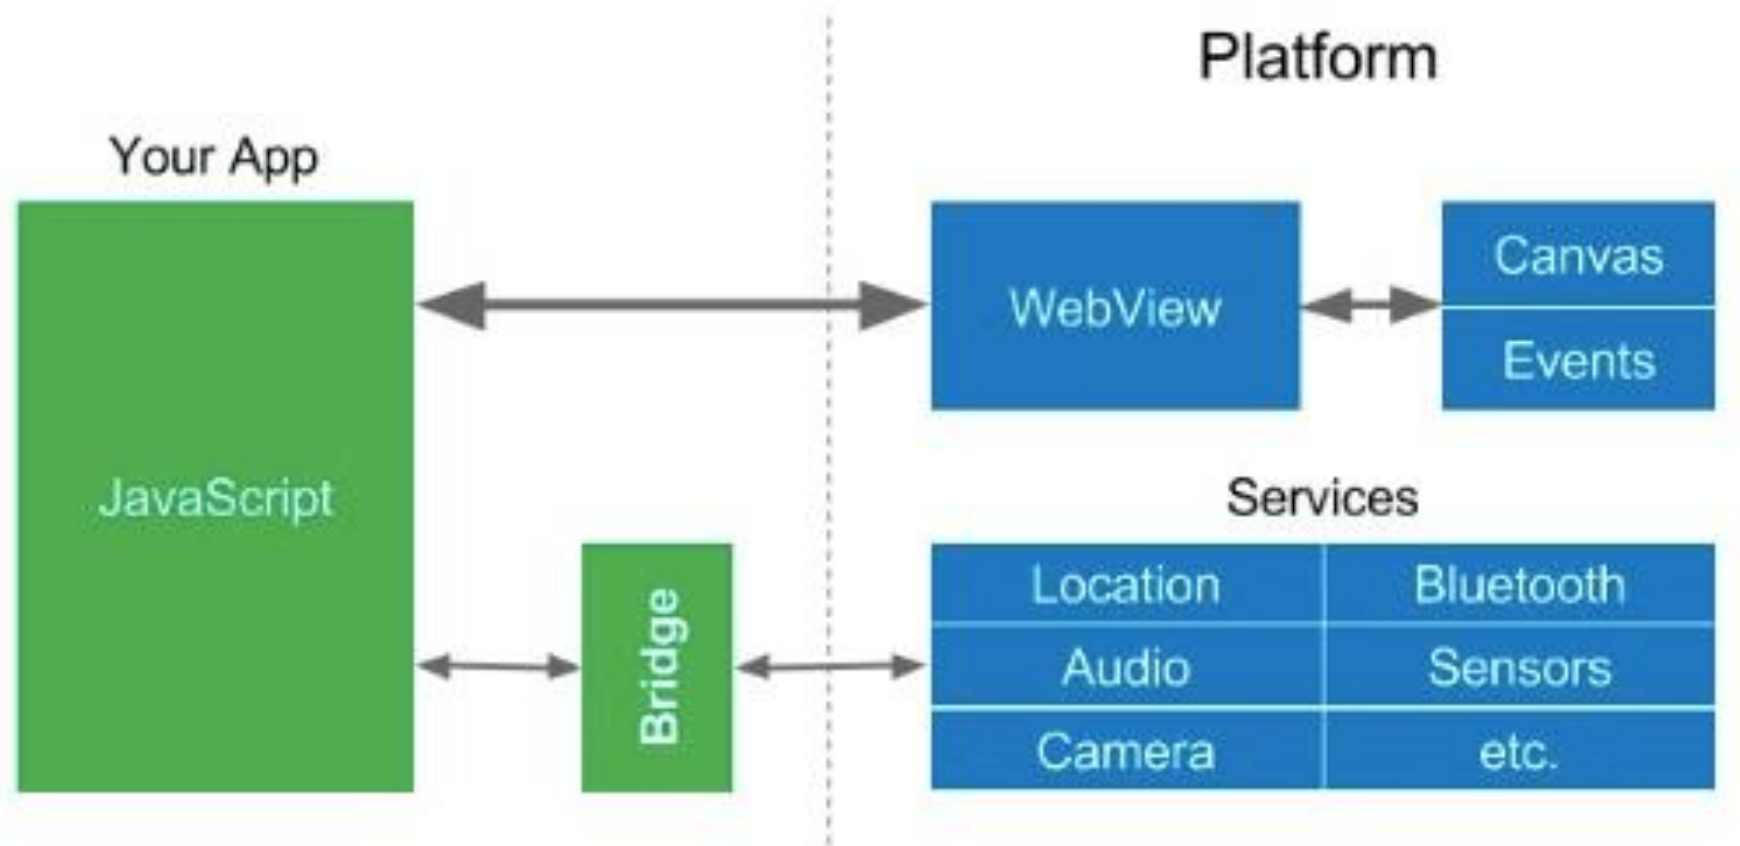 Platform
Your App
JavaScript
WebView
Canvas
Events
Bridge
Services
Location
Bluetooth
Audio
Sensors
Camera
etc.